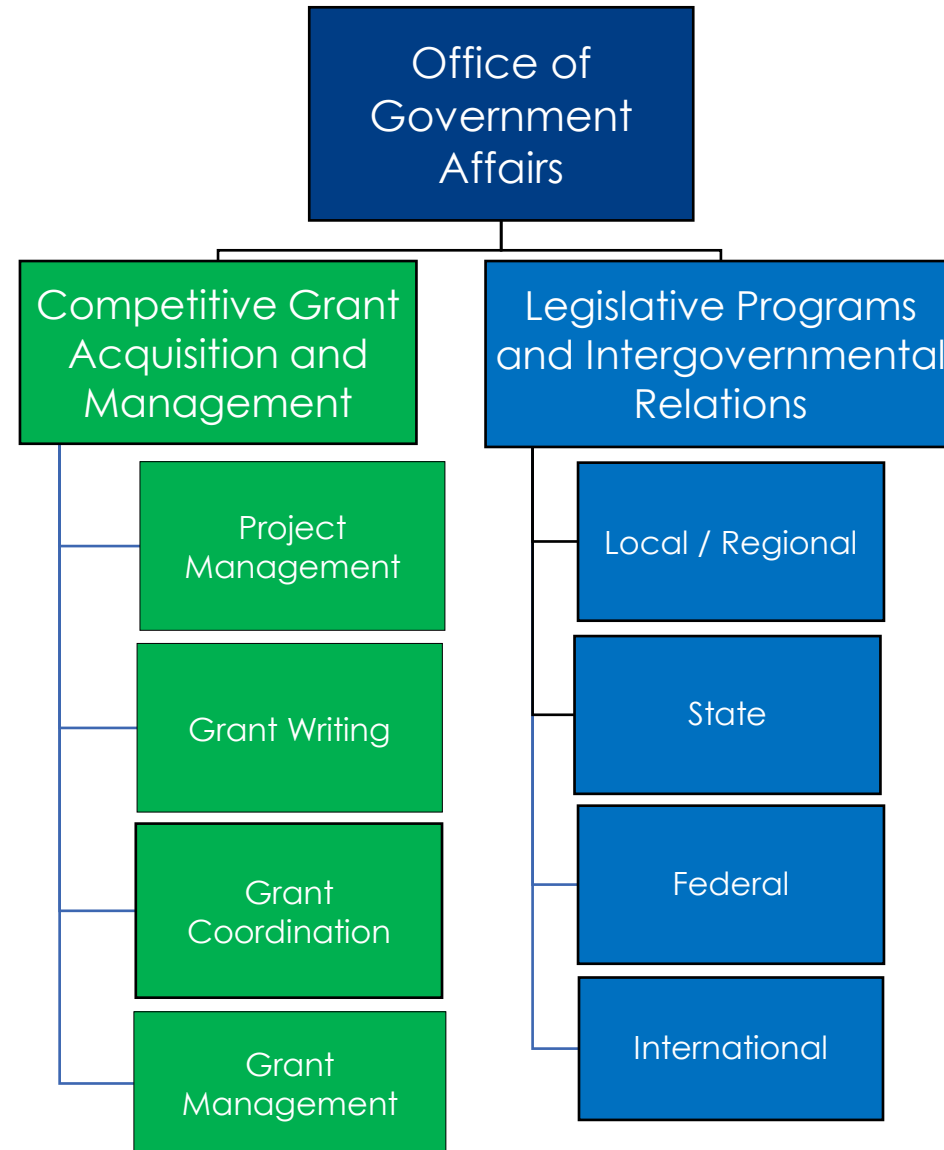 Office of
Government
Affairs
Competitive Grant
Acquisition and
Management
Project
Management
Grant Writing
Grant
Coordination
Grant
Management
Legislative Programs
and Intergovernmental
Relations
Local / Regional
State
Federal
International